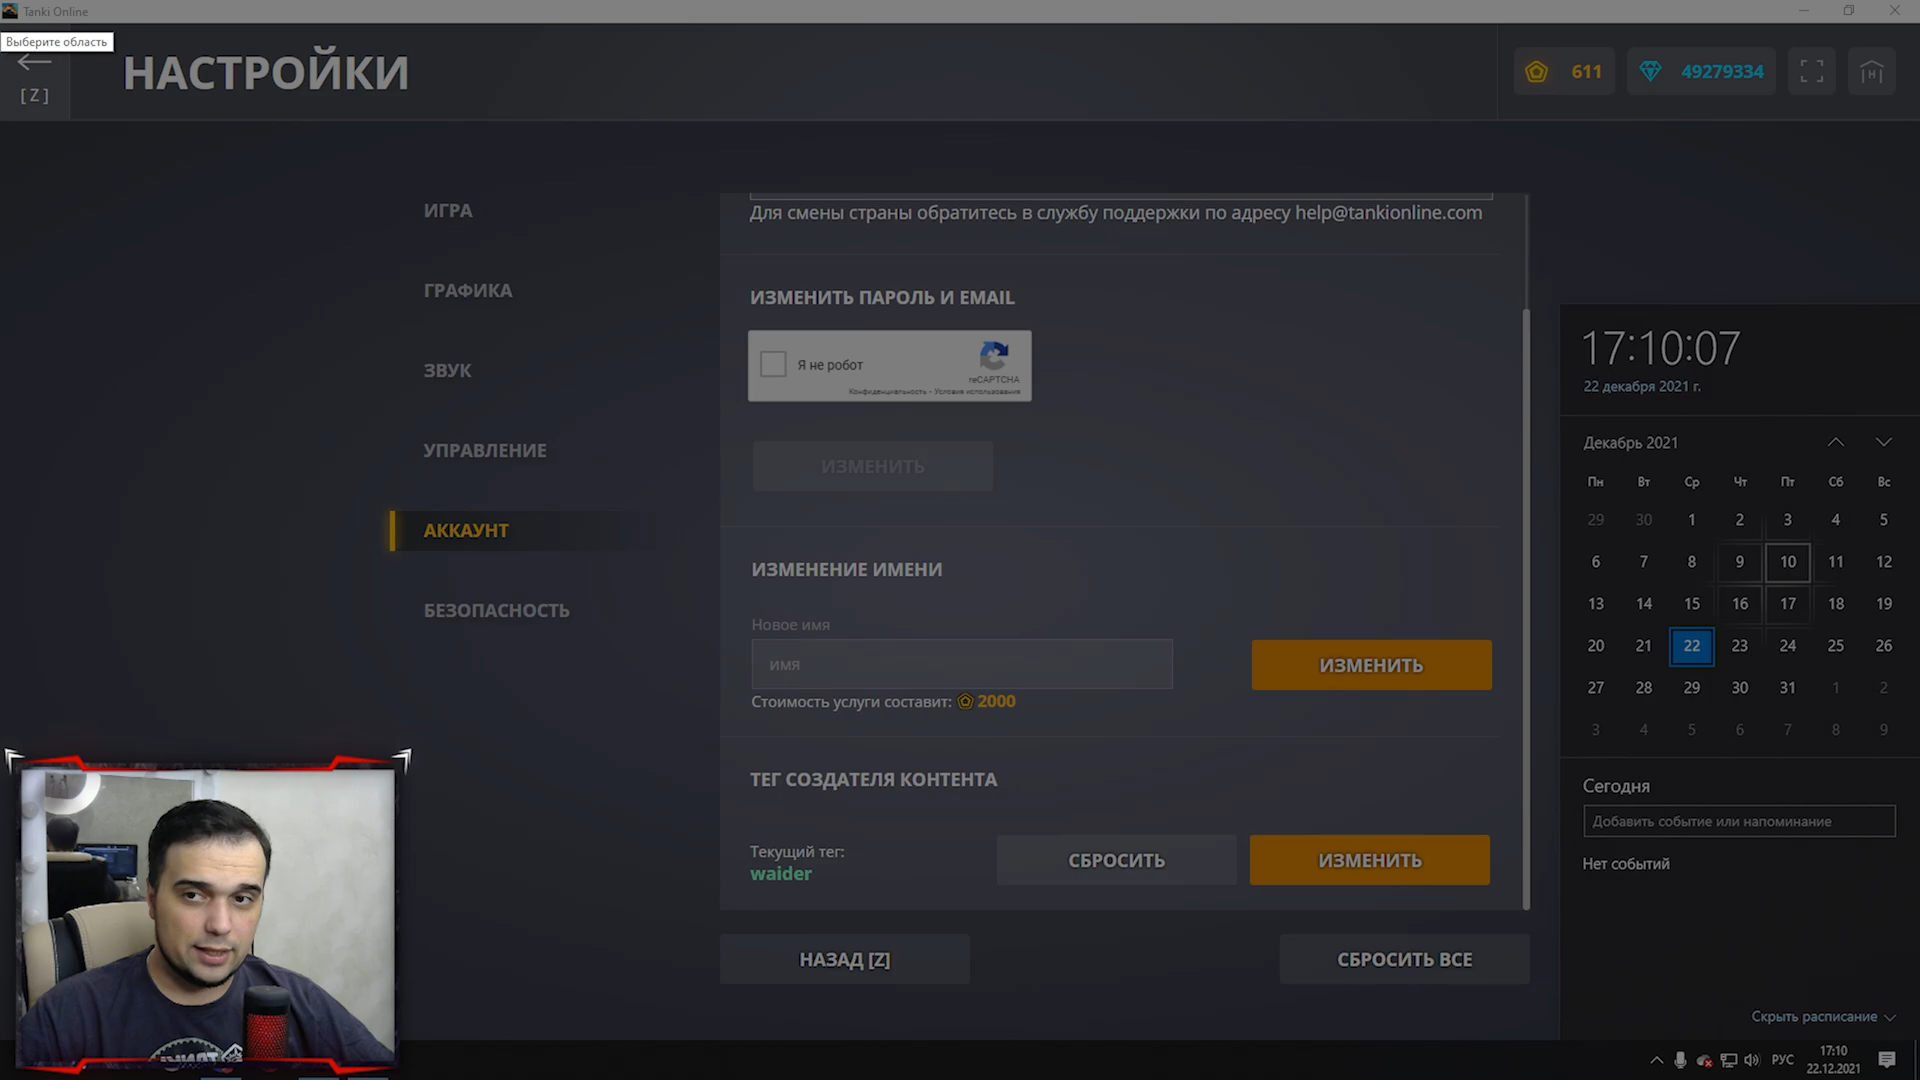 Tanki Online
Выберите область
[Z]
НАСТРОЙКИ
611
49279334
[H]
ИГРА
ГРАФИКА
ЗВУК
УПРАВЛЕНИЕ
АККАУНТ
БЕЗОПАСНОСТЬ
Для смены страны обратитесь в службу поддержки по адресу help@tankionline.com
ИЗМЕНИТЬ ПАРОЛЬ И EMAIL
Я не робот
reCAPTCHA
Конфиденциальность - Условия использования
ИЗМЕНИТЬ
ИЗМЕНЕНИЕ ИМЕНИ
Новое имя
имя
ИЗМЕНИТЬ
Стоимость услуги составит: 2000
ТЕГ СОЗДАТЕЛЯ КОНТЕНТА
Текущий тег:
waider
СБРОСИТЬ
ИЗМЕНИТЬ
НАЗАД [Z]
СБРОСИТЬ ВСЕ
17:10:07
22 декабря 2021 г.
Декабрь 2021
Пн Вт Ср Чт Пт Сб Вс
29 30 1 2 3 4 5
6 7 8 9 10 11 12
13 14 15 16 17 18 19
20 21 22 23 24 25 26
27 28 29 30 31 1 2
3 4 5 6 7 8 9
Сегодня
Добавить событие или напоминание
Нет событий
Скрыть расписание
РУС
17:10
22.12.2021